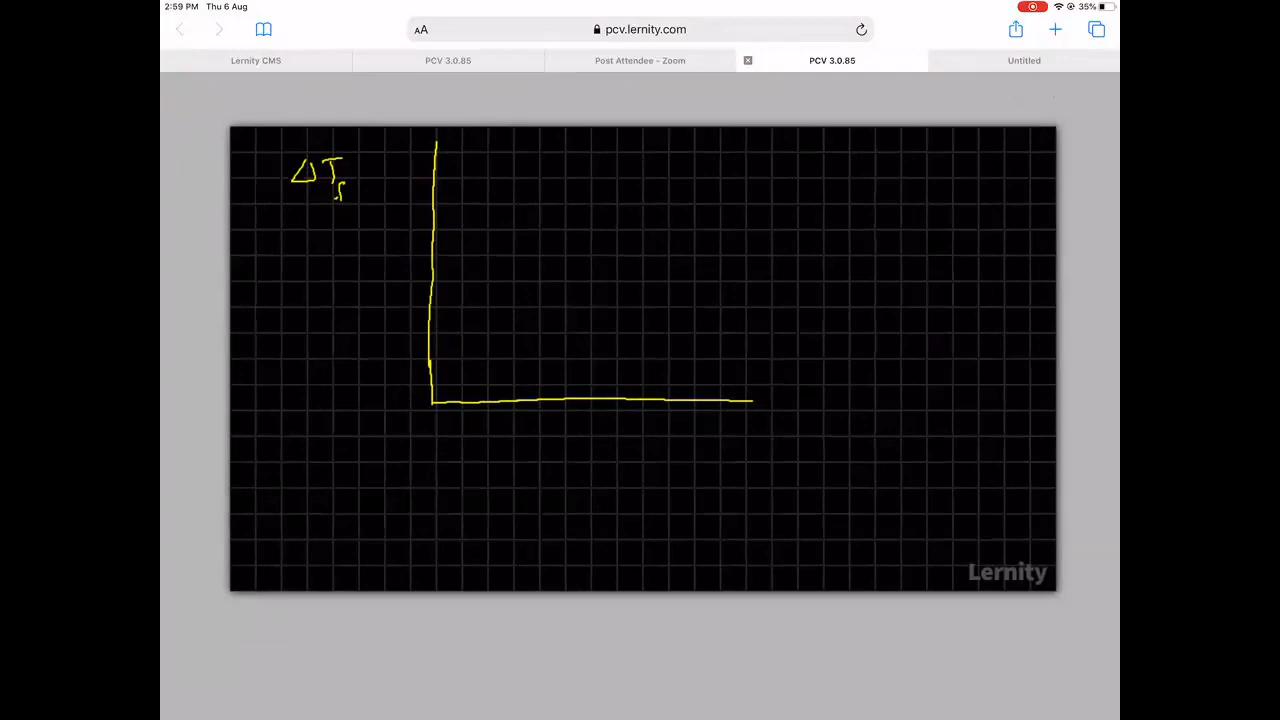 2:59 PM Thu 6 Aug 35%
AA pcv.lernity.com
Lernity CMS PCV 3.0.85 Post Attendee - Zoom PCV 3.0.85 Untitled
ΔT
Lernity